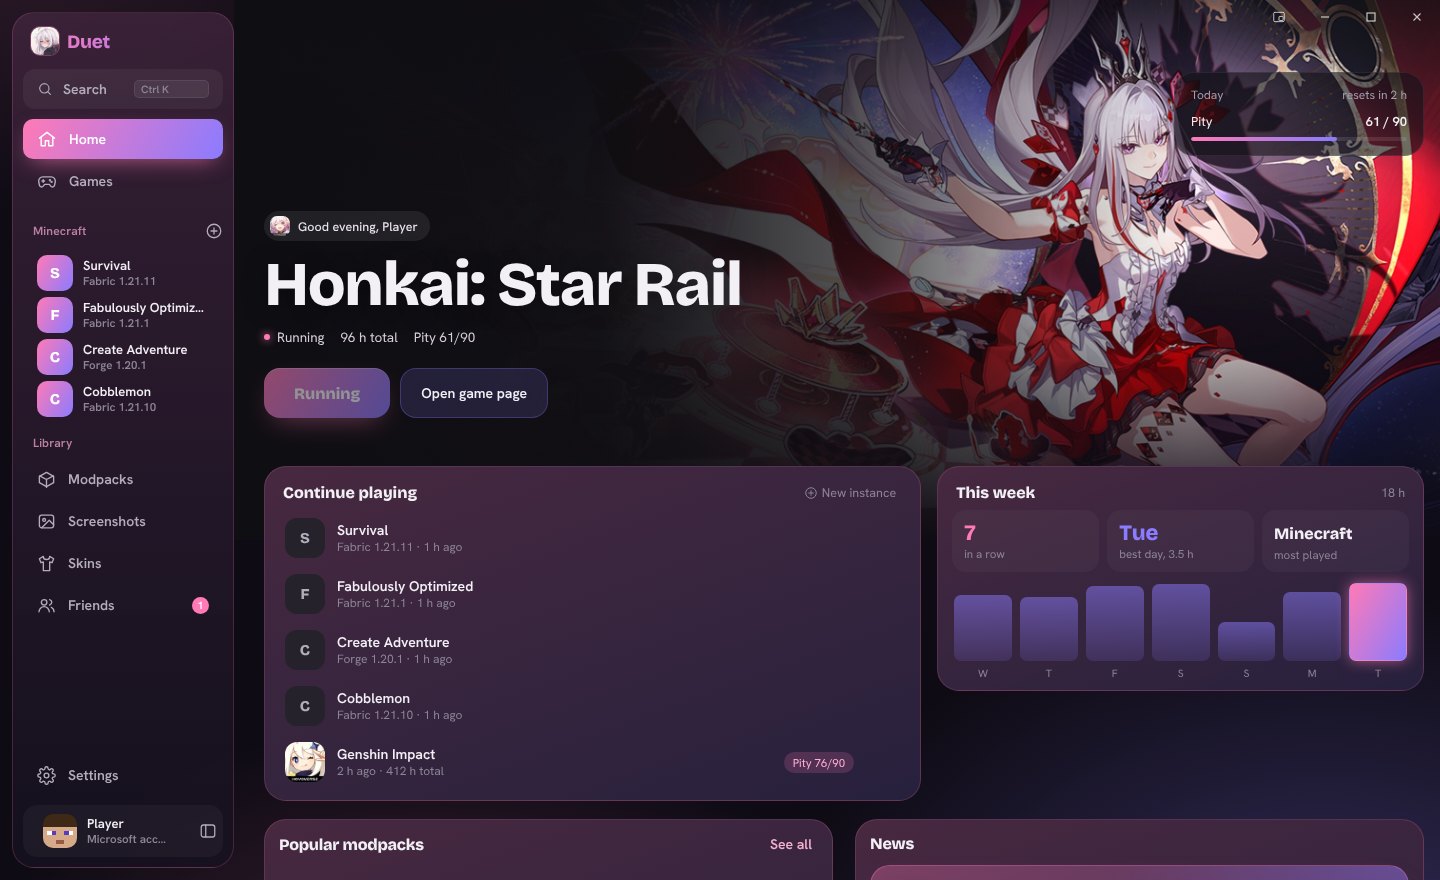 Duet
Search
Ctrl K
Home
Games
Minecraft
S
Survival
Fabric 1.21.11
F
Fabulously Optimiz...
Fabric 1.21.1
C
Create Adventure
Forge 1.20.1
C
Cobblemon
Fabric 1.21.10
Library
Modpacks
Screenshots
Skins
Friends
1
Settings
Player
Microsoft acc...
Today
resets in 2 h
Pity
61 / 90
Good evening, Player
Honkai: Star Rail
Running
96 h total
Pity 61/90
Running
Open game page
Continue playing
New instance
S
Survival
Fabric 1.21.11 · 1 h ago
F
Fabulously Optimized
Fabric 1.21.1 · 1 h ago
C
Create Adventure
Forge 1.20.1 · 1 h ago
C
Cobblemon
Fabric 1.21.10 · 1 h ago
HOYOVERSE
Genshin Impact
2 h ago · 412 h total
Pity 76/90
This week
18 h
7
in a row
Tue
best day, 3.5 h
Minecraft
most played
W
T
F
S
S
M
T
Popular modpacks
See all
News